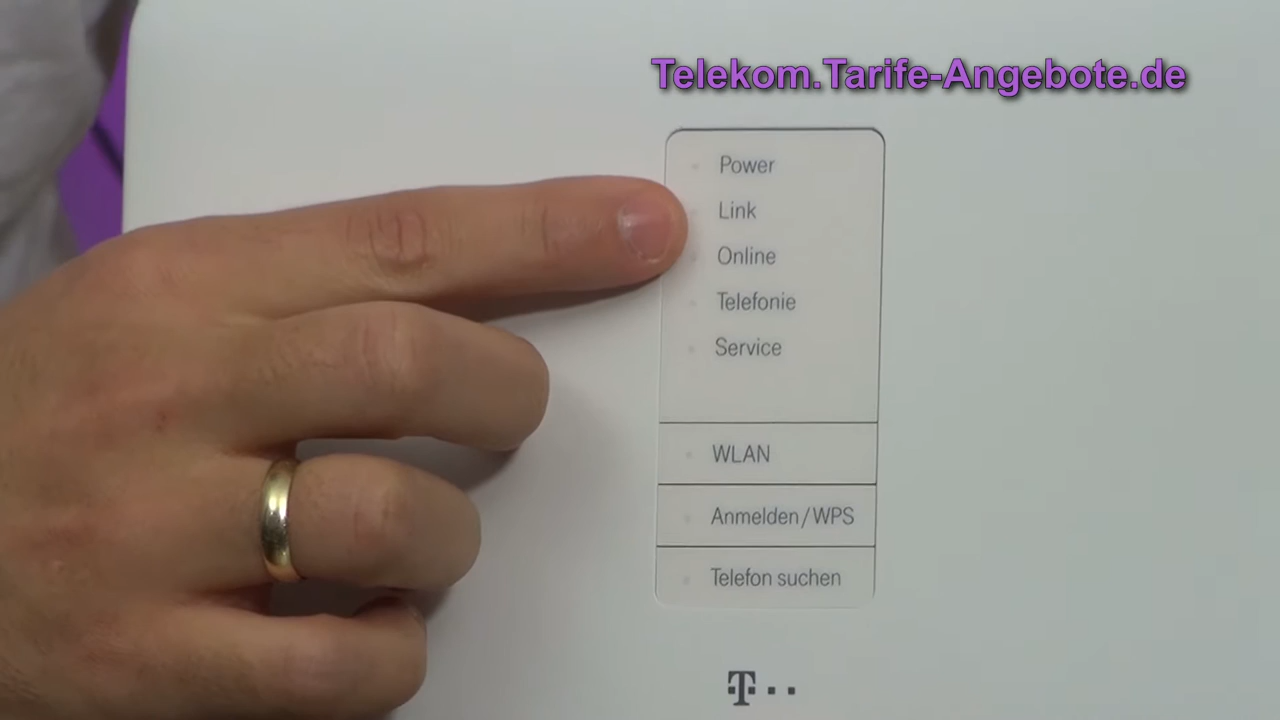 Telekom.Tarife-Angebote.de
Power
Link
Online
Telefonie
Service
WLAN
Anmelden/WPS
Telefon suchen
T